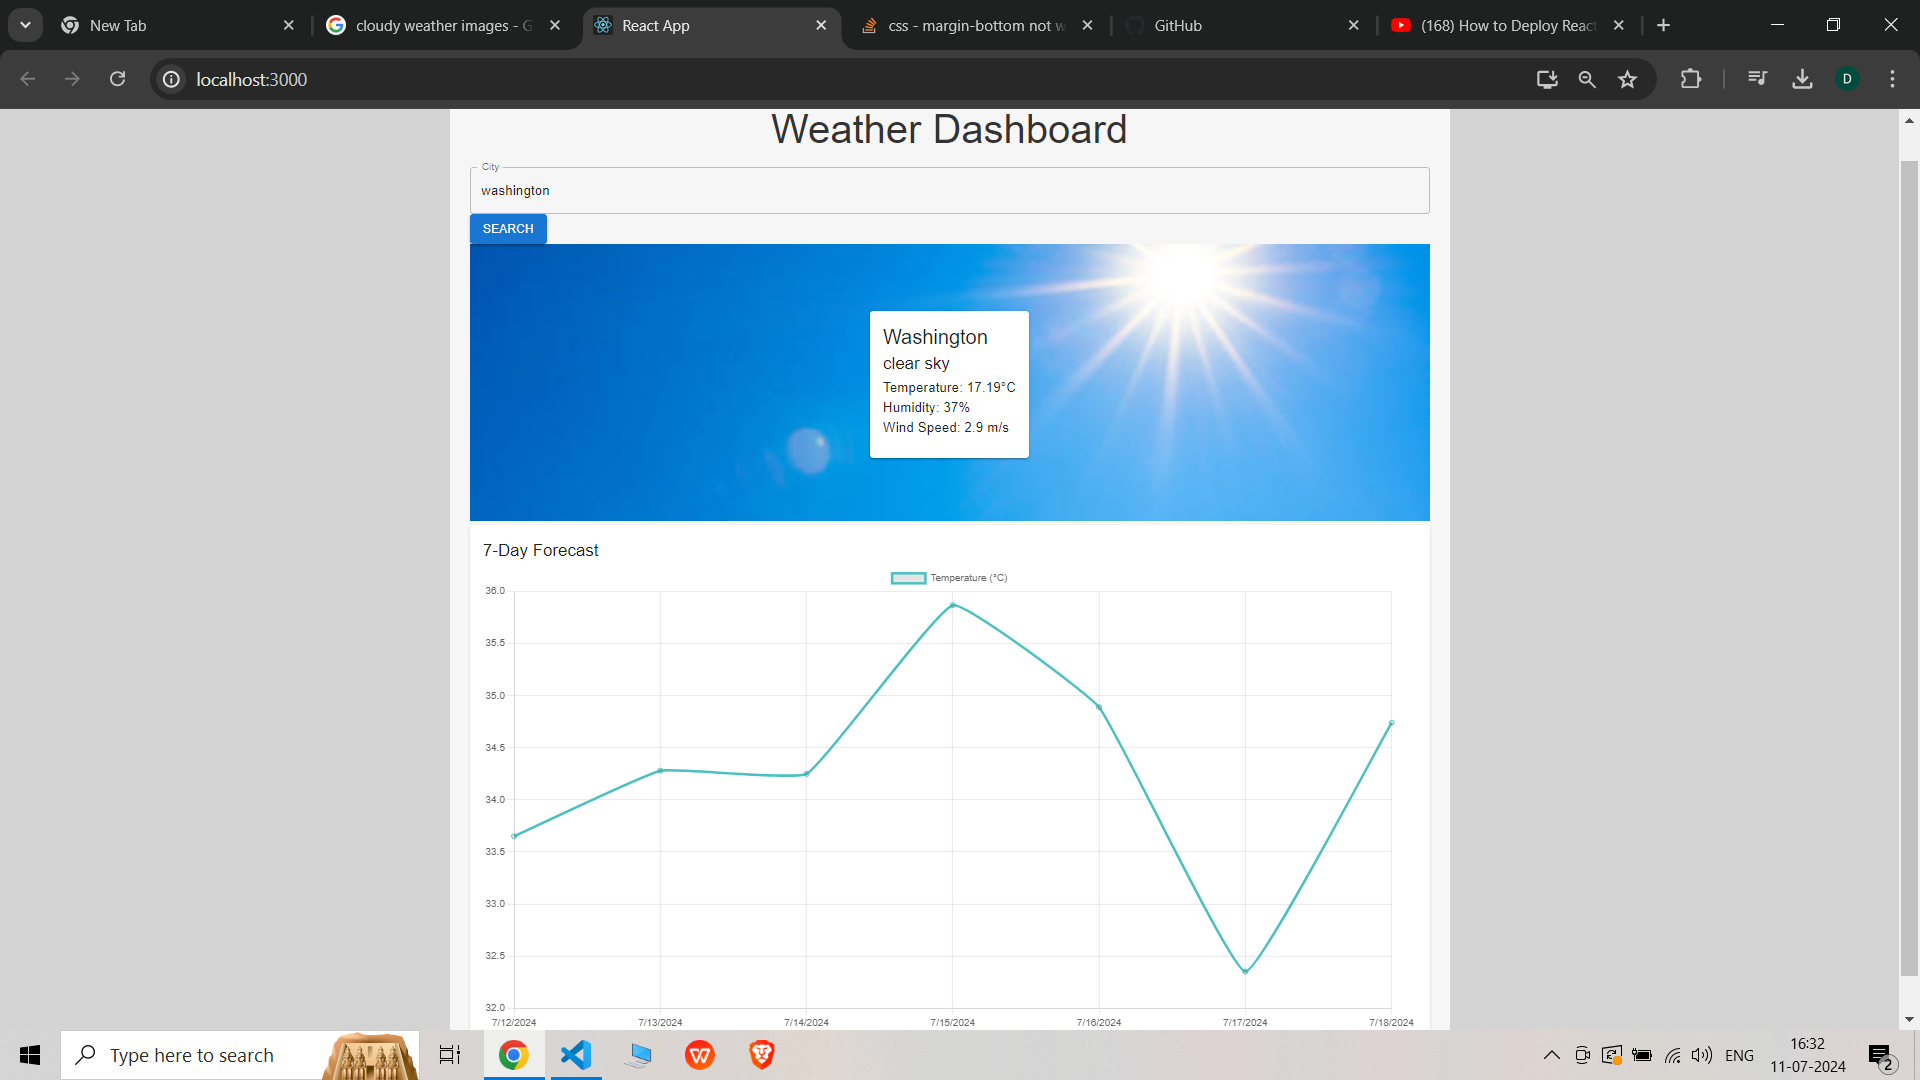 New Tab
cloudy weather images - G
React App
css - margin-bottom not w
GitHub
(168) How to Deploy React
localhost:3000
D
Weather Dashboard
City
washington
SEARCH
Washington
clear sky
Temperature: 17.19°C
Humidity: 37%
Wind Speed: 2.9 m/s
7-Day Forecast
Temperature (°C)
36.0
35.5
35.0
34.5
34.0
33.5
33.0
32.5
32.0
7/12/2024 7/13/2024 7/14/2024 7/15/2024 7/16/2024 7/17/2024 7/18/2024
Type here to search
ENG
16:32
11-07-2024
2